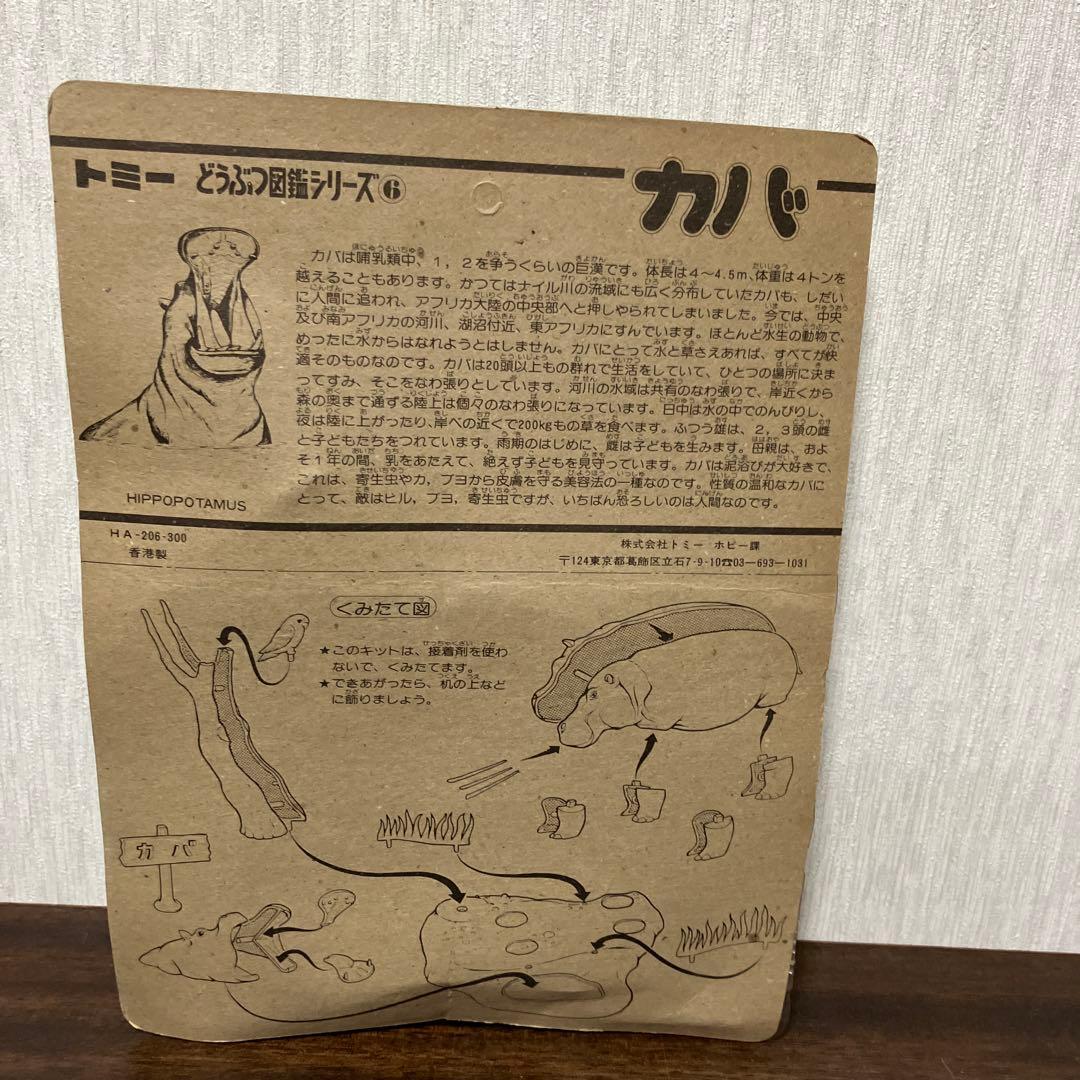 トミー どうぶつ図鑑シリーズ⑥
カバ
カバは哺乳類中、1，2を争うくらいの巨漢です。体長は4〜4.5m、体重は4トンを
越えることもあります。かつてはナイル川の流域にも広く分布していたカバも、しだい
に人間に追われ、アフリカ大陸の中央部へと押しやられてしまいました。今では、中央
及び南アフリカの河川、湖沼付近、東アフリカにすんでいます。ほとんど水生の動物で、
めったに水からはなれようとはしません。カバにとって水と草さえあれば、すべてが快
適そのものなのです。カバは20頭以上もの群れで生活をしていて、ひとつの場所に決ま
ってすみ、そこをなわ張りとしています。河川の水域は共有のなわ張りで、岸近くから
森の奥まで通ずる陸上は個々のなわ張りになっています。日中は水の中でのんびりし、
夜は陸に上がったり、岸べの近くで200kgもの草を食べます。ふつう雄は、2，3頭の雌
と子どもたちをつれています。雨期のはじめに、雌は子どもを生みます。母親は、およ
そ1年の間、乳をあたえて、絶えず子どもを見守っています。カバは泥浴びが大好きで、
これは、寄生虫やカ，ブヨから皮膚を守る美容法の一種なのです。性質の温和なカバに
とって、敵はヒル，ブヨ，寄生虫ですが、いちばん恐ろしいのは人間なのです。
HIPPOPOTAMUS
HA-206-300
香港製
株式会社トミー ホビー課
〒124東京都葛飾区立石7-9-10☎03―693―1031
くみたて図
★このキットは、接着剤を使わ
ないで、くみたてます。
★できあがったら、机の上など
に飾りましょう。
カバ